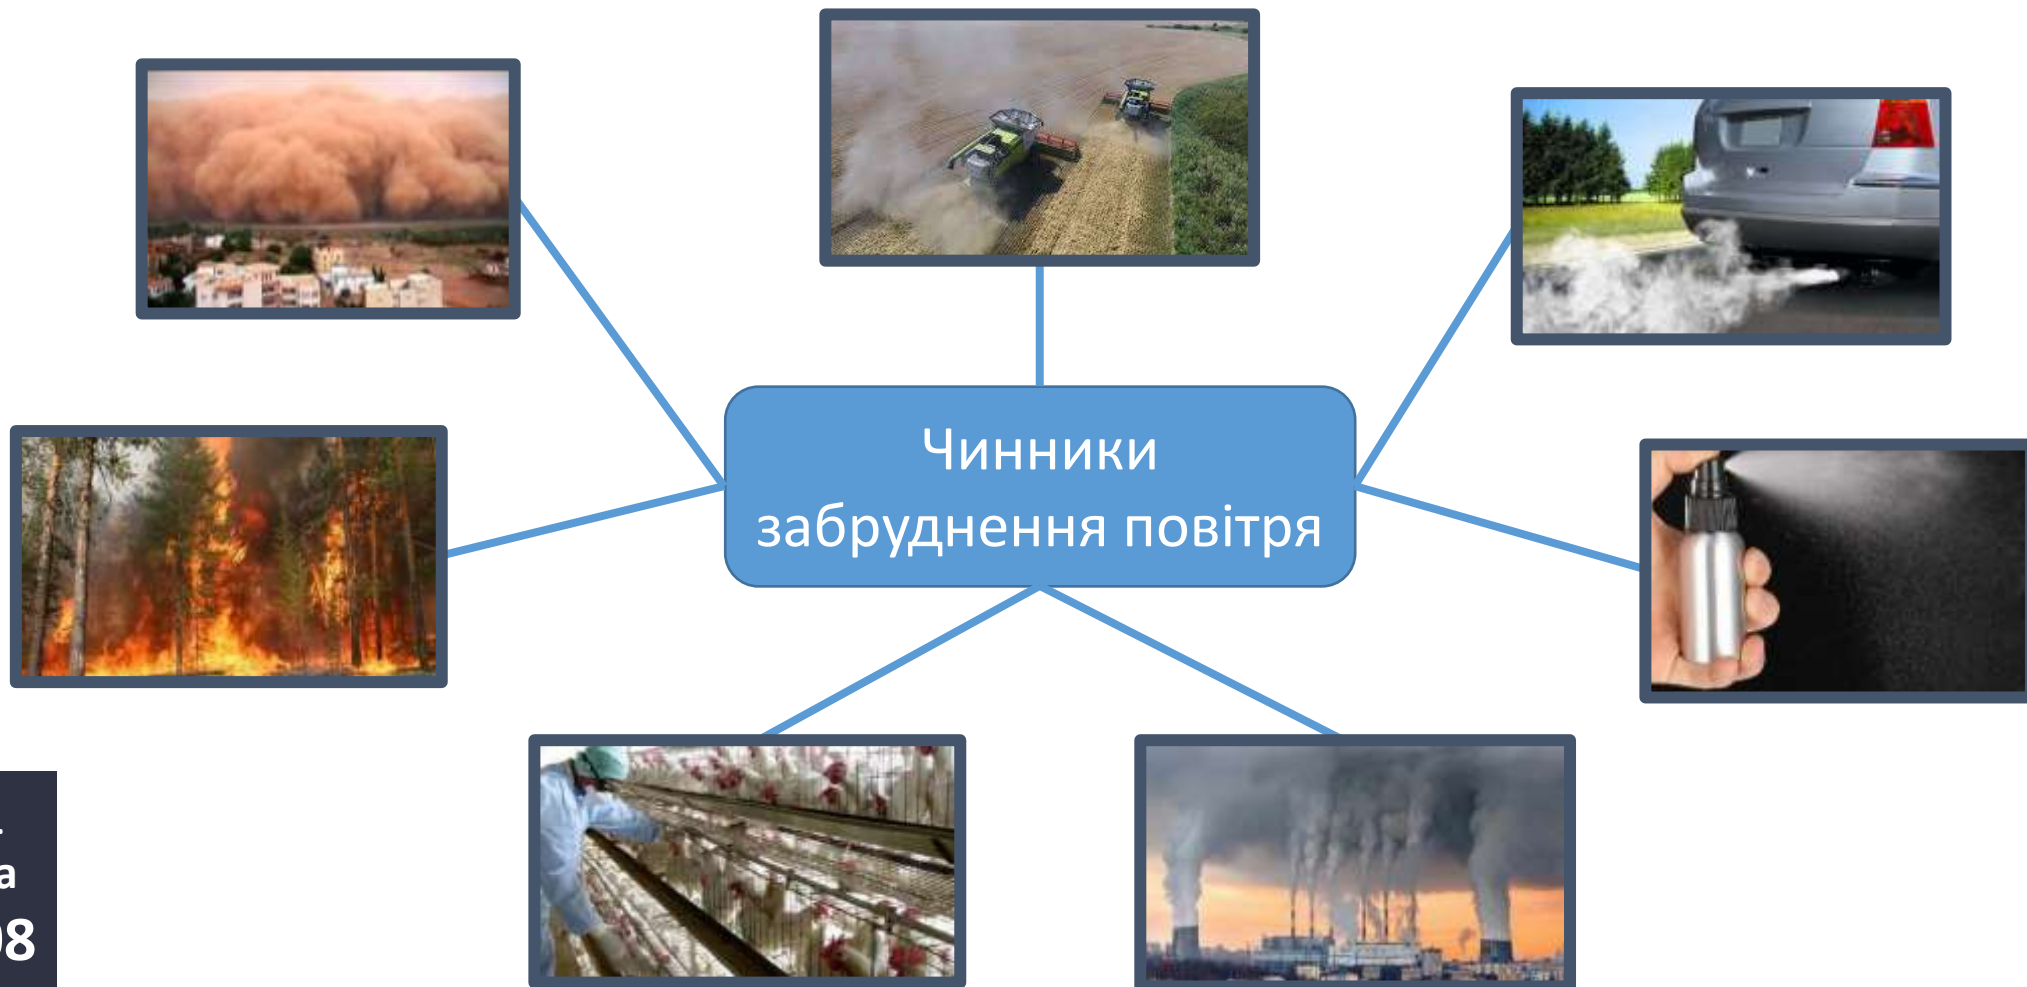 Чинники
забруднення повітря